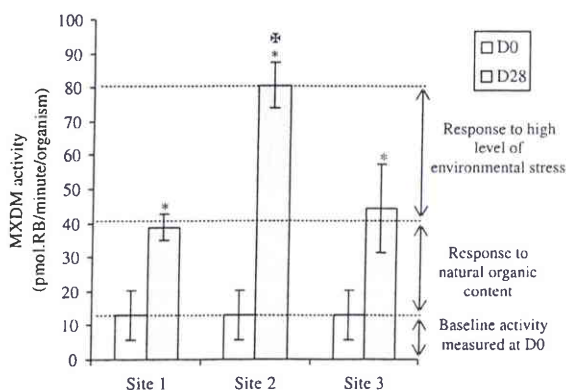 MXDM activity
(pmol.RB/minute/organism)
100
90
80
70
60
50
40
30
20
10
0
*
✠
*
*
Site 1
Site 2
Site 3
D0
D28
Response to high
level of
environmental stress
Response to
natural organic
content
Baseline activity
measured at D0